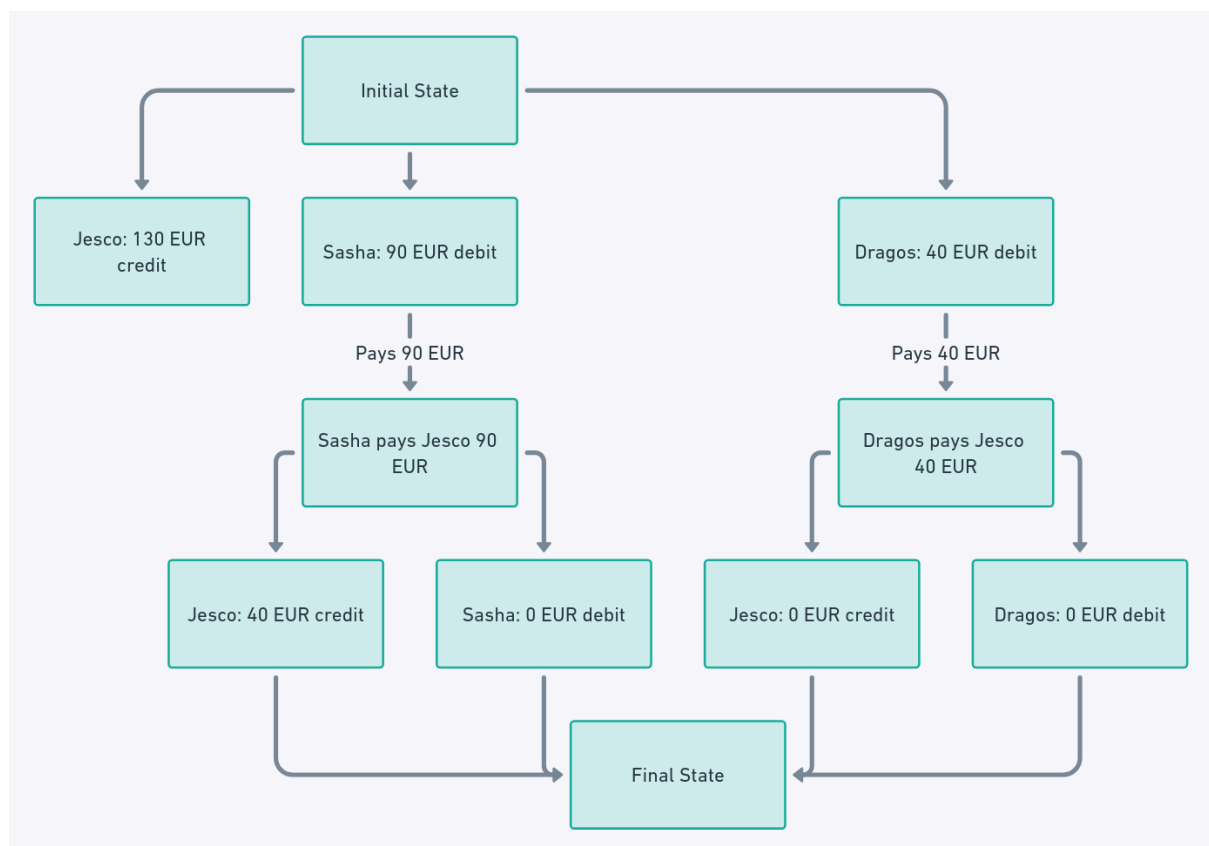 Initial State
Jesco: 130 EUR
credit
Sasha: 90 EUR debit
Dragos: 40 EUR debit
Pays 90 EUR
Pays 40 EUR
Sasha pays Jesco 90
EUR
Dragos pays Jesco
40 EUR
Jesco: 40 EUR credit
Sasha: 0 EUR debit
Jesco: 0 EUR credit
Dragos: 0 EUR debit
Final State